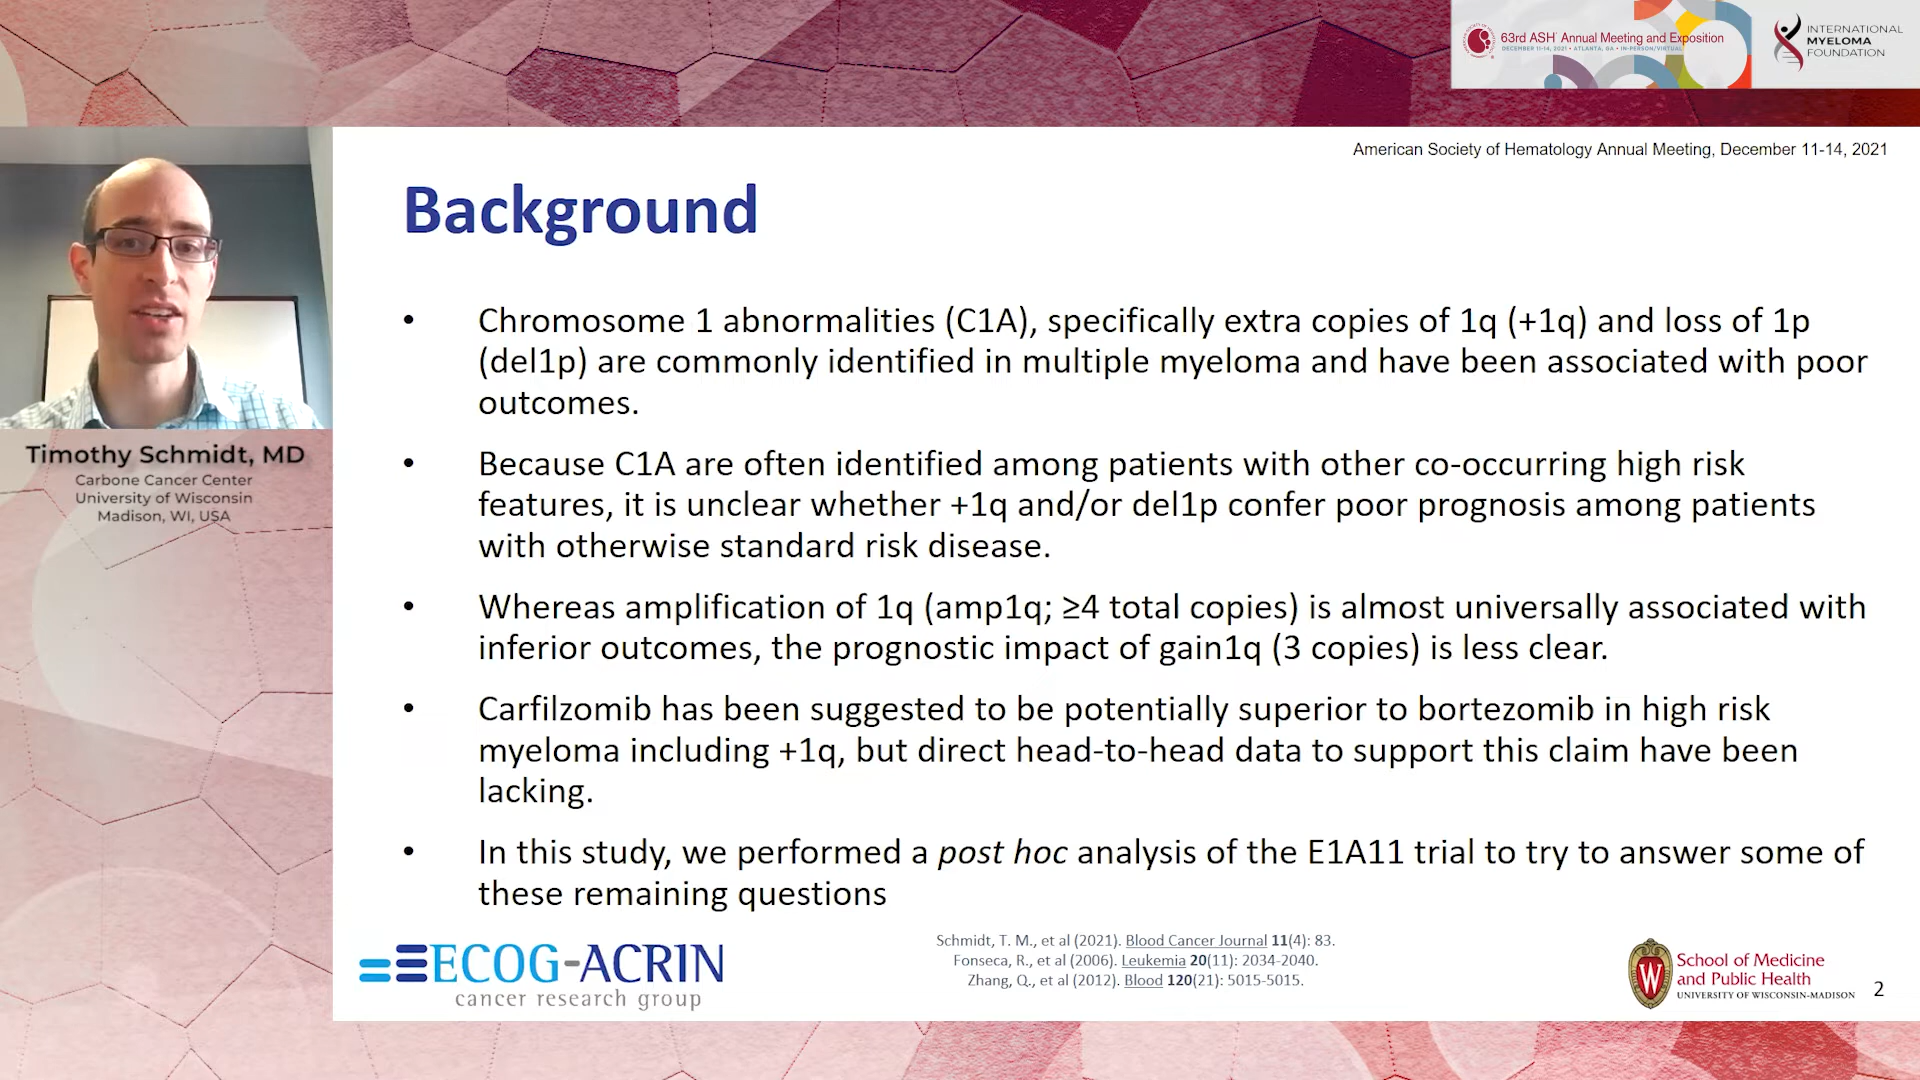 63rd ASH Annual Meeting and Exposition
DECEMBER 11-14, 2021 • ATLANTA, GA • IN-PERSON/VIRTUAL
INTERNATIONAL
MYELOMA
FOUNDATION
American Society of Hematology Annual Meeting, December 11-14, 2021
Background
• Chromosome 1 abnormalities (C1A), specifically extra copies of 1q (+1q) and loss of 1p
(del1p) are commonly identified in multiple myeloma and have been associated with poor
outcomes.
• Because C1A are often identified among patients with other co-occurring high risk
features, it is unclear whether +1q and/or del1p confer poor prognosis among patients
with otherwise standard risk disease.
• Whereas amplification of 1q (amp1q; ≥4 total copies) is almost universally associated with
inferior outcomes, the prognostic impact of gain1q (3 copies) is less clear.
• Carfilzomib has been suggested to be potentially superior to bortezomib in high risk
myeloma including +1q, but direct head-to-head data to support this claim have been
lacking.
• In this study, we performed a post hoc analysis of the E1A11 trial to try to answer some of
these remaining questions
Timothy Schmidt, MD
Carbone Cancer Center
University of Wisconsin
Madison, WI, USA
ECOG-ACRIN
cancer research group
Schmidt, T. M., et al (2021). Blood Cancer Journal 11(4): 83.
Fonseca, R., et al (2006). Leukemia 20(11): 2034-2040.
Zhang, Q., et al (2012). Blood 120(21): 5015-5015.
W
School of Medicine
and Public Health
UNIVERSITY OF WISCONSIN-MADISON
2